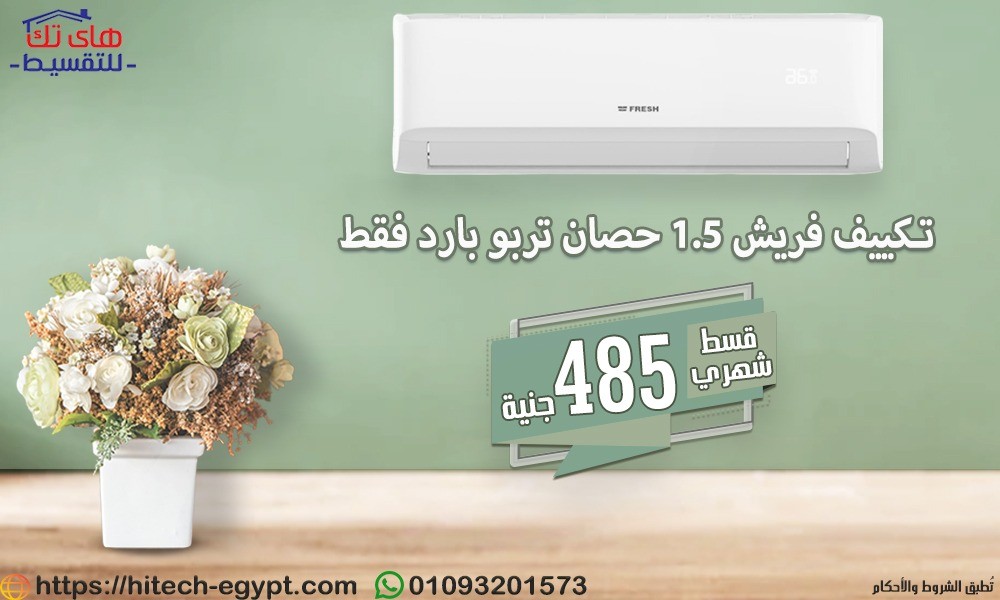 هاى تك
-للتقسيط-
FRESH
26
تكييف فريش 1.5 حصان تربو بارد فقط
قسط
شهري
485
جنية
https://hitech-egypt.com
01093201573
تُطبق الشروط والأحكام